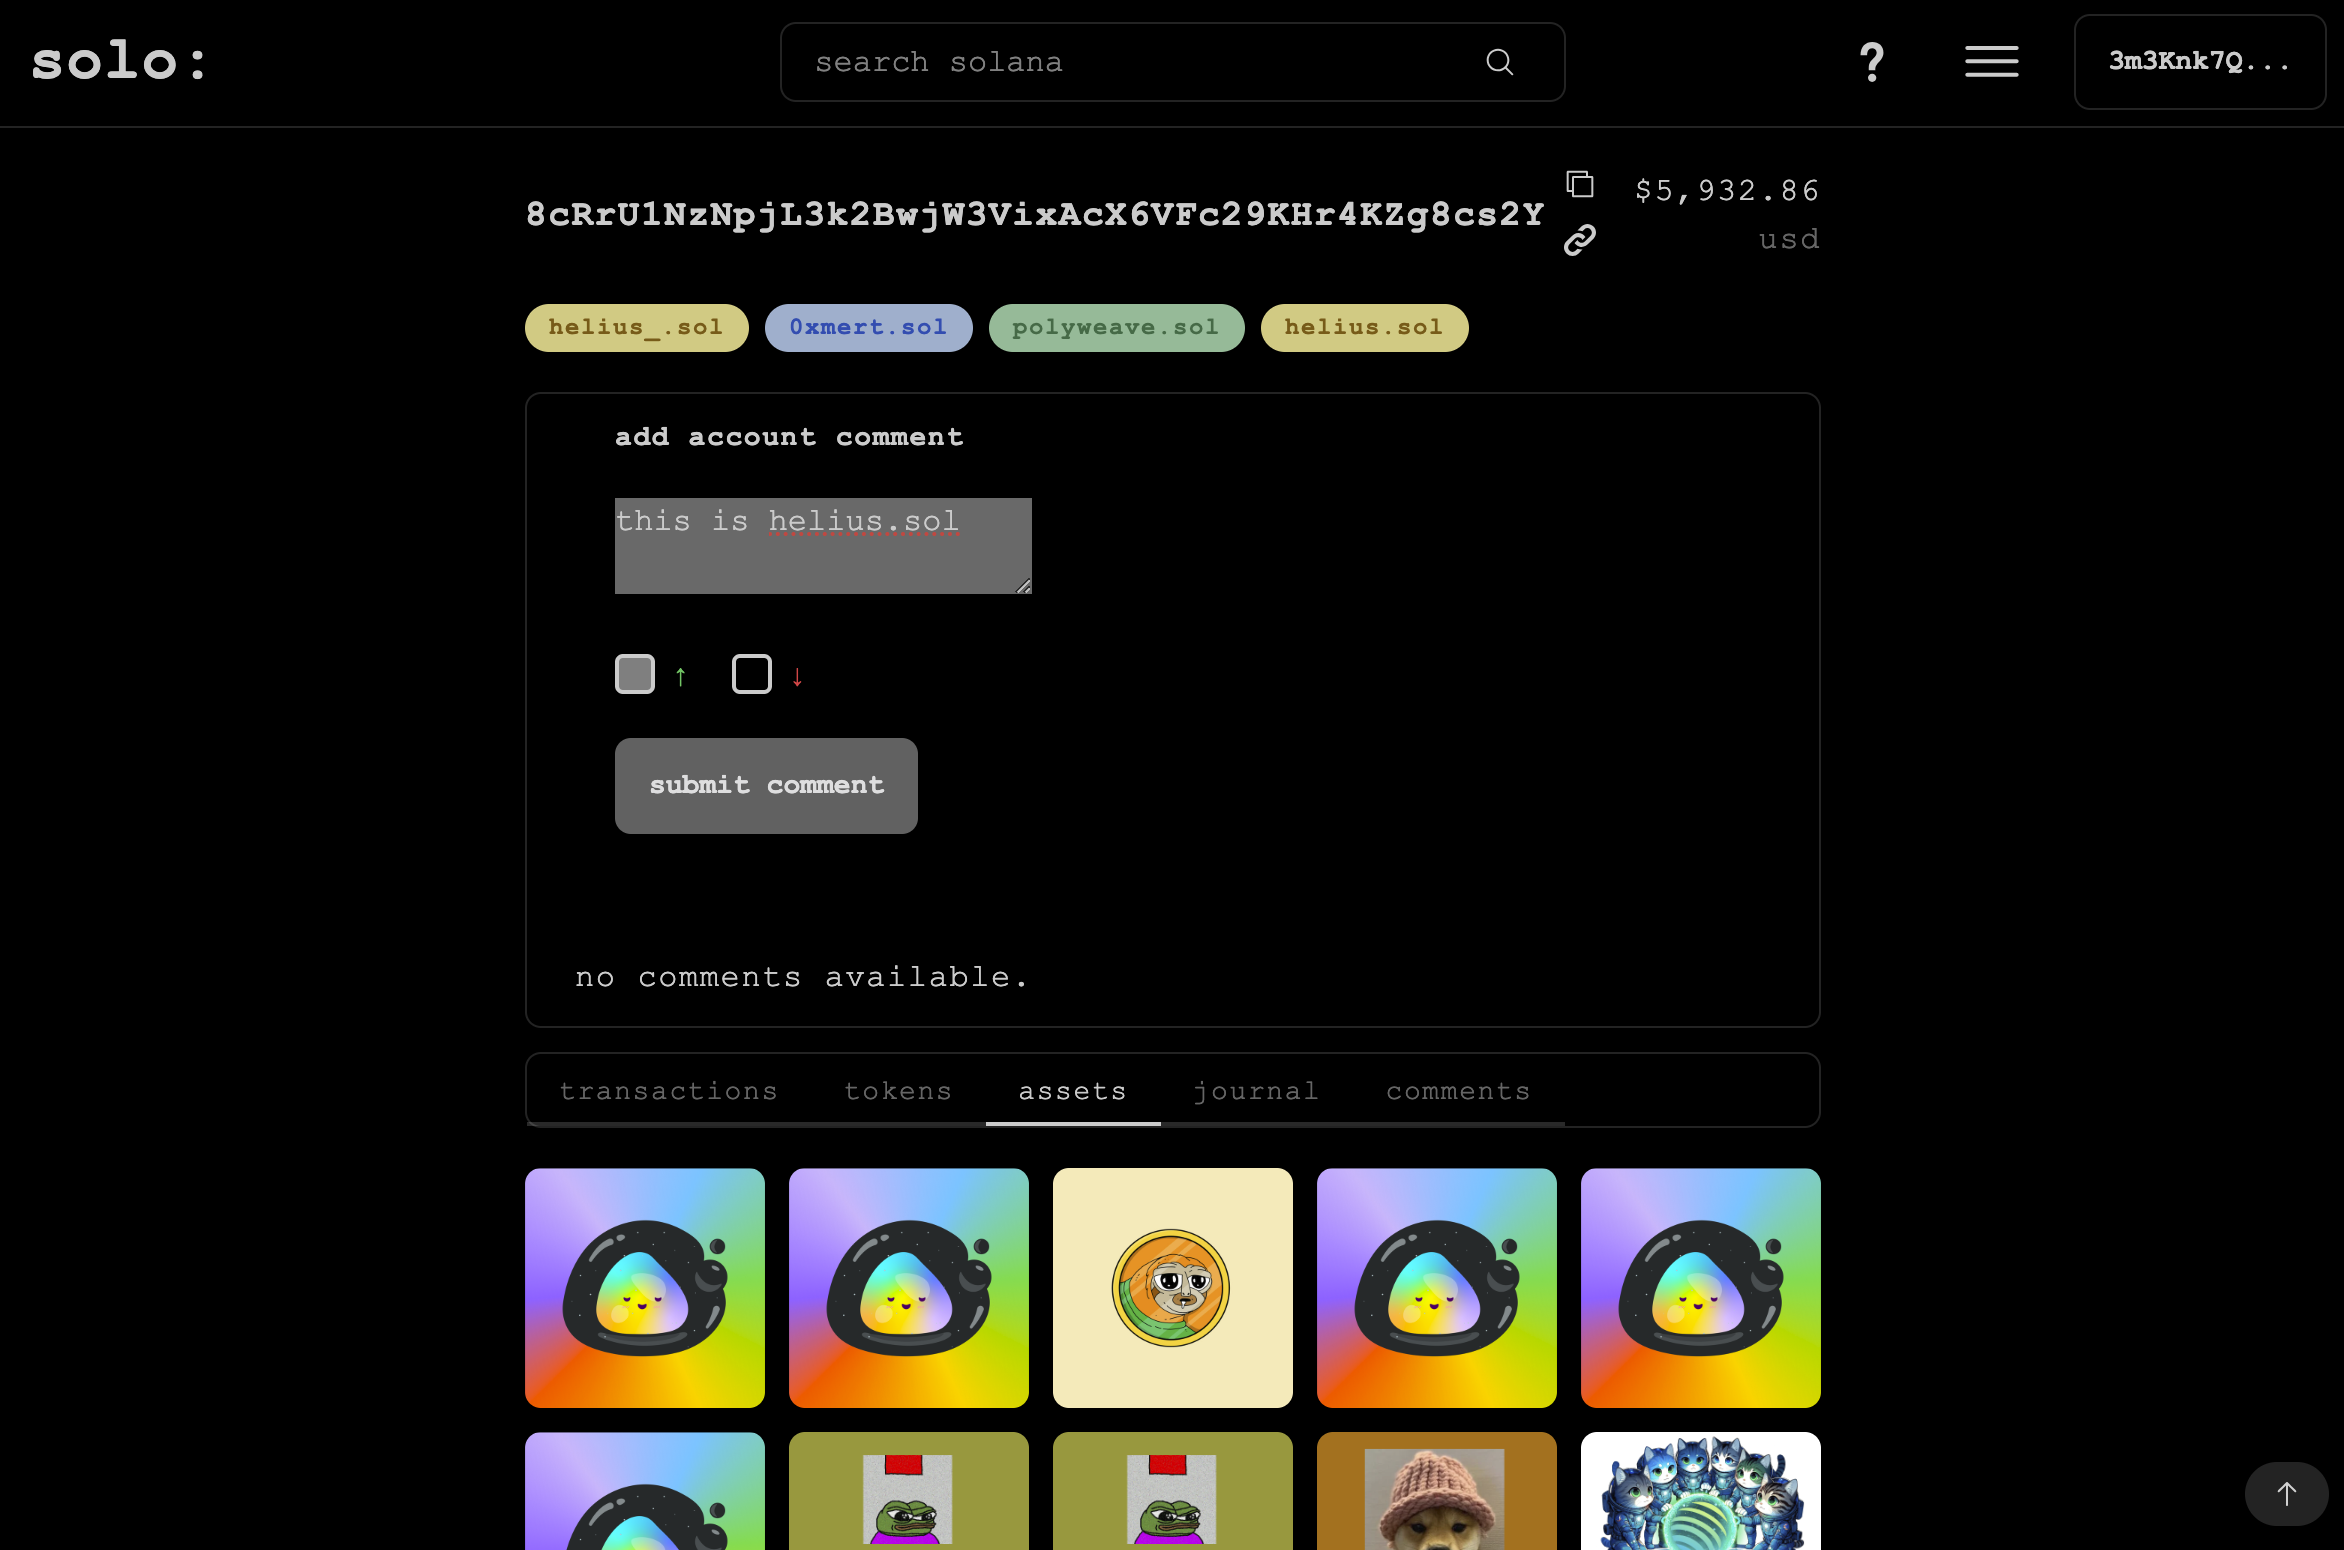 solo:
search solana
?
3m3Knk7Q...
8cRrU1NzNpjL3k2BwjW3VixAcX6VFc29KHr4KZg8cs2Y
$5,932.86
usd
helius_.sol
0xmert.sol
polyweave.sol
helius.sol
add account comment
this is helius.sol
↑
↓
submit comment
no comments available.
transactions
tokens
assets
journal
comments